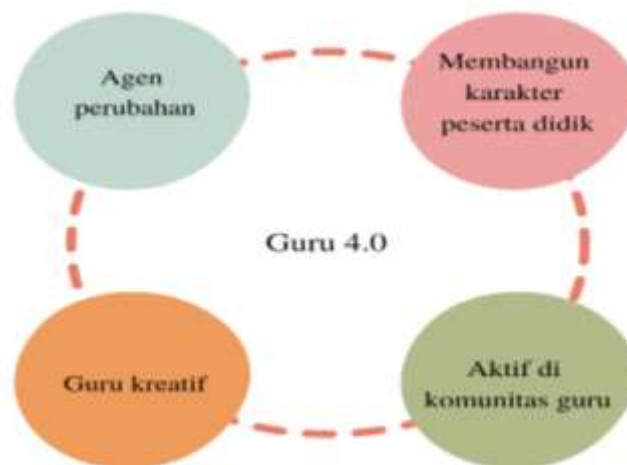 Agen
perubahan
Membangun
karakter
peserta didik
Guru 4.0
Guru kreatif
Aktif di
komunitas guru